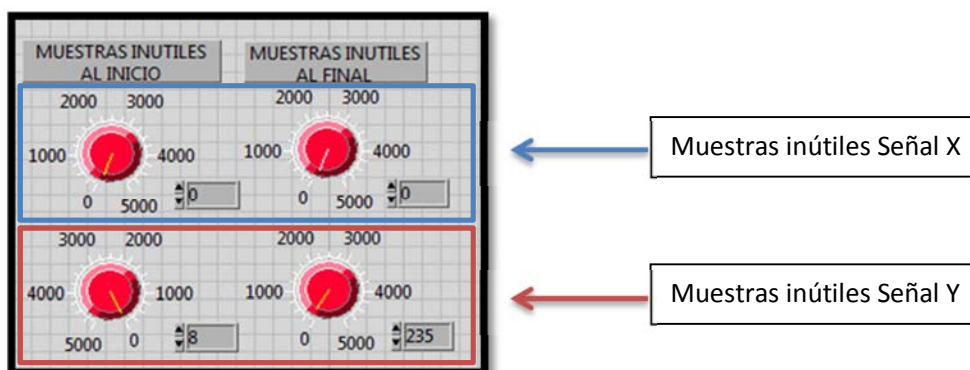 MUESTRAS INUTILES
AL INICIO
MUESTRAS INUTILES
AL FINAL
2000 3000
1000 4000
0 5000 0
2000 3000
1000 4000
0 5000 0
Muestras inútiles Señal X
3000 2000
4000 1000
5000 0 8
2000 3000
1000 4000
0 5000 235
Muestras inútiles Señal Y